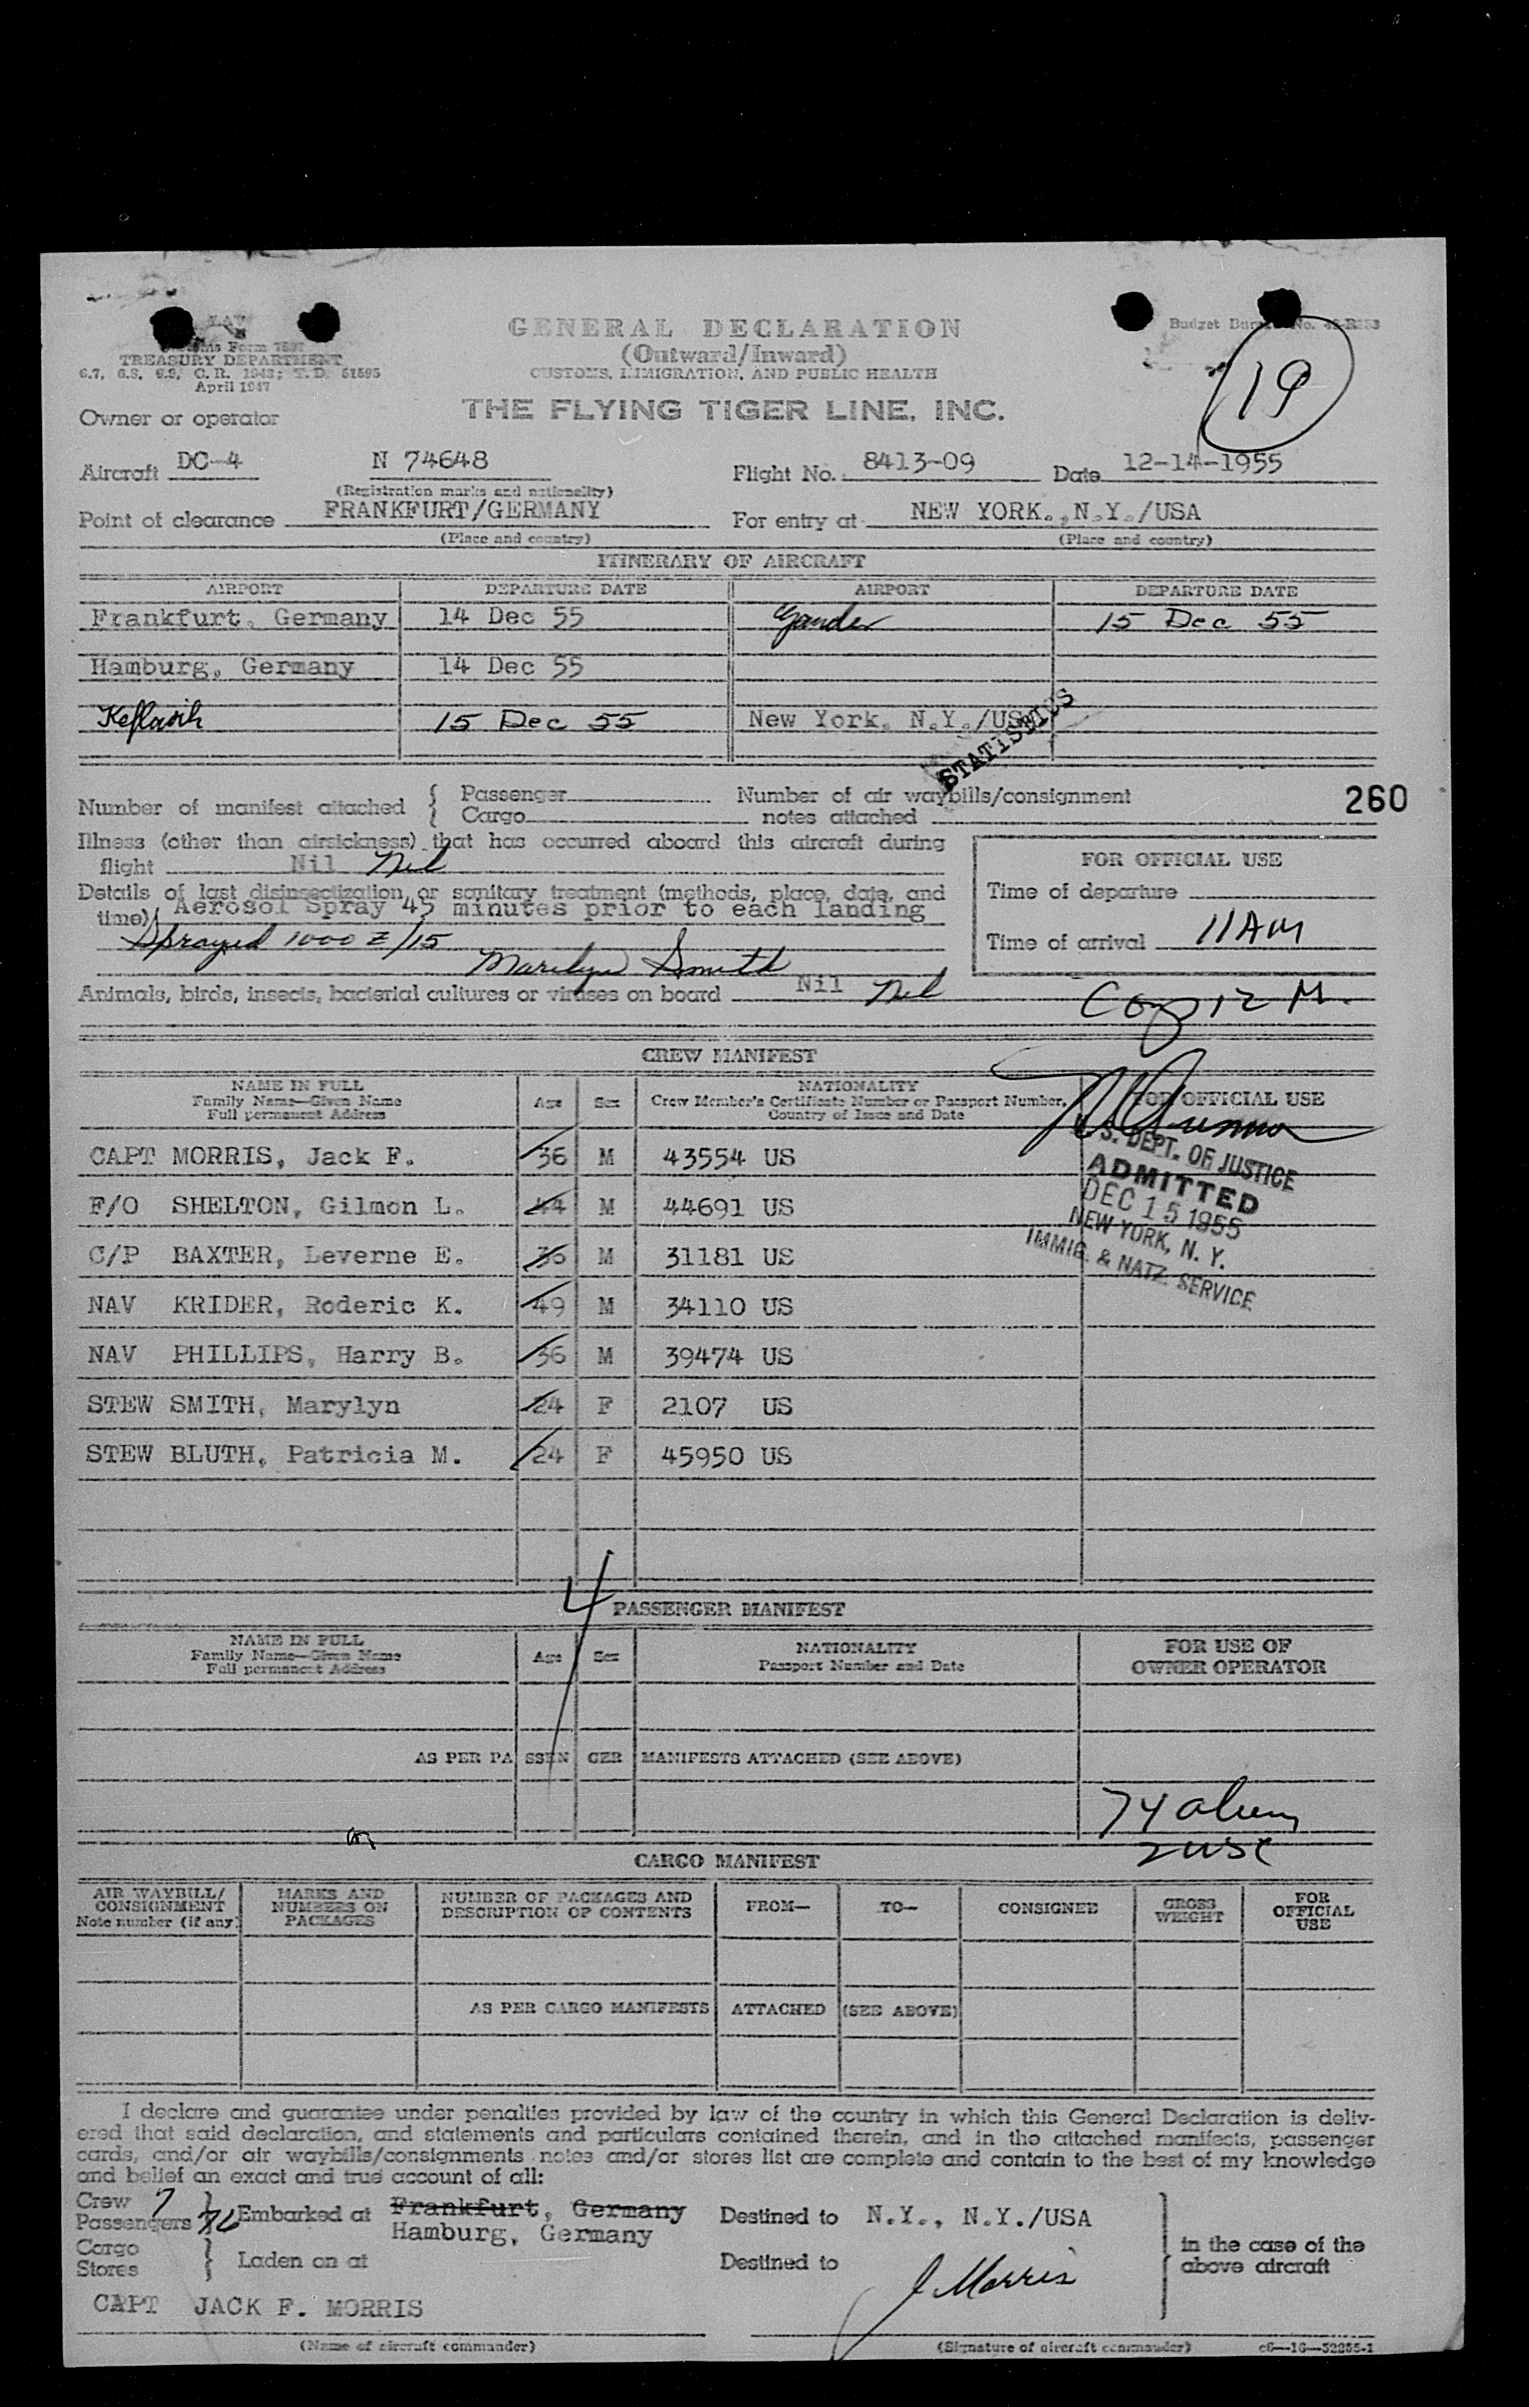 GENERAL DECLARATION
(Outward/Inward)
CUSTOMS, IMMIGRATION, AND PUBLIC HEALTH
Budget Bureau No.
Customs Form 7507
TREASURY DEPARTMENT
April 1947
19
THE FLYING TIGER LINE, INC.
Owner or operator
Aircraft DC-4 N 74648 Flight No. 8413-09 Date 12-14-1955
(Registration marks and nationality)
Point of clearance FRANKFURT/GERMANY For entry at NEW YORK., N.Y./USA
(Place and country) (Place and country)
ITINERARY OF AIRCRAFT
AIRPORT DEPARTURE DATE AIRPORT DEPARTURE DATE
Frankfurt, Germany 14 Dec 55 Gander 15 Dec 55
Hamburg, Germany 14 Dec 55
Keflavik 15 Dec 55 New York, N.Y./USA
STATISTICS
Number of manifest attached { Passenger Number of air waybills/consignment
Cargo notes attached
260
Illness (other than airsickness) that has occurred aboard this aircraft during
flight Nil Nil
Details of last disinsectization or sanitary treatment (methods, place, date, and
time) Aerosol Spray 45 minutes prior to each landing
Sprayed 1000 Z/15
Marilyn Smith
FOR OFFICIAL USE
Time of departure
Time of arrival 11 AM
Animals, birds, insects, bacterial cultures or viruses on board Nil Nil
CREW MANIFEST
NAME IN FULL
Family Name—Given Name
Full permanent Address
Age Sex
NATIONALITY
Crew Member's Certificate Number or Passport Number,
Country of Issue and Date
FOR OFFICIAL USE
CAPT MORRIS, Jack F. 36 M 43554 US
F/O SHELTON, Gilmon L. 44 M 44691 US
C/P BAXTER, Leverne E. 36 M 31181 US
NAV KRIDER, Roderic K. 49 M 34110 US
NAV PHILLIPS, Harry B. 36 M 39474 US
STEW SMITH, Marylyn 24 F 2107 US
STEW BLUTH, Patricia M. 24 F 45950 US
U.S. DEPT. OF JUSTICE
ADMITTED
DEC 15 1955
NEW YORK, N. Y.
IMMIG. & NATZ. SERVICE
PASSENGER MANIFEST
NAME IN FULL
Family Name—Given Name
Full permanent Address
Age Sex
NATIONALITY
Passport Number and Date
FOR USE OF
OWNER OPERATOR
AS PER PASSENGER MANIFESTS ATTACHED (SEE ABOVE)
74 alien
2 USC
CARGO MANIFEST
AIR WAYBILL/
CONSIGNMENT
Note number (if any)
MARKS AND
NUMBERS ON
PACKAGES
NUMBER OF PACKAGES AND
DESCRIPTION OF CONTENTS
FROM— TO— CONSIGNEE
GROSS
WEIGHT
FOR
OFFICIAL
USE
AS PER CARGO MANIFESTS ATTACHED (SEE ABOVE)
I declare and guarantee under penalties provided by law of the country in which this General Declaration is deliv-
ered that said declaration, and statements and particulars contained therein, and in the attached manifests, passenger
cards, and/or air waybills/consignments notes and/or stores list are complete and contain to the best of my knowledge
and belief an exact and true account of all:
Crew 7
Passengers 76 Embarked at Frankfurt, Germany Destined to N.Y., N.Y./USA
Hamburg, Germany
Cargo
Stores Laden on at Destined to
in the case of the
above aircraft
J Morris
CAPT JACK F. MORRIS
(Name of aircraft commander) (Signature of aircraft commander) c6—16—52255-1